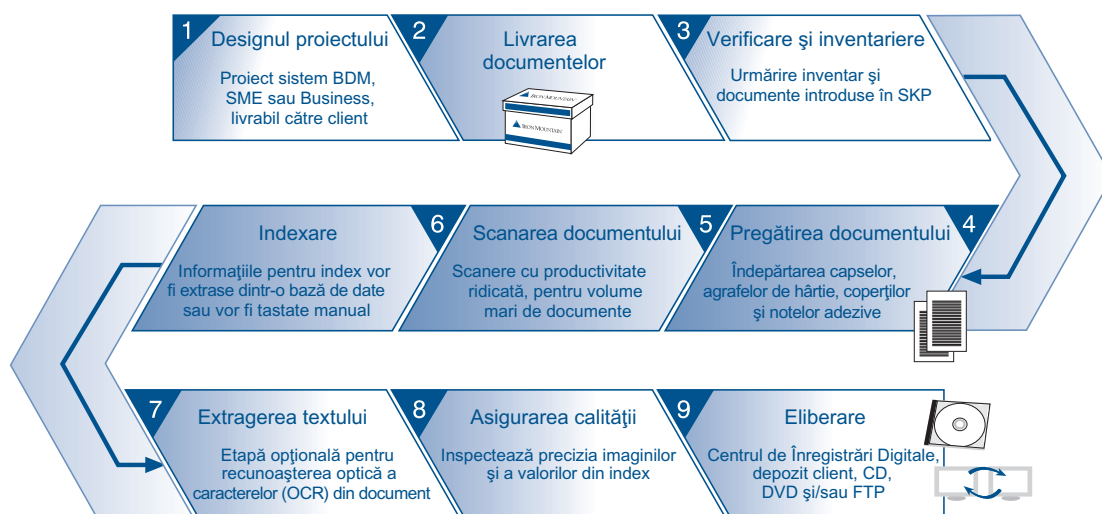 1
Designul proiectului
Proiect sistem BDM,
SME sau Business,
livrabil către client
2
Livrarea
documentelor
IRON MOUNTAIN
IRON MOUNTAIN
3
Verificare şi inventariere
Urmărire inventar şi
documente introduse în SKP
4
Pregătirea documentului
Îndepărtarea capselor,
agrafelor de hârtie, coperţilor
şi notelor adezive
5
Scanarea documentului
Scanere cu productivitate
ridicată, pentru volume
mari de documente
6
Indexare
Informaţiile pentru index vor
fi extrase dintr-o bază de date
sau vor fi tastate manual
7
Extragerea textului
Etapă opţională pentru
recunoaşterea optică a
caracterelor (OCR) din document
8
Asigurarea calităţii
Inspectează precizia imaginilor
şi a valorilor din index
9
Eliberare
Centrul de Înregistrări Digitale,
depozit client, CD,
DVD şi/sau FTP